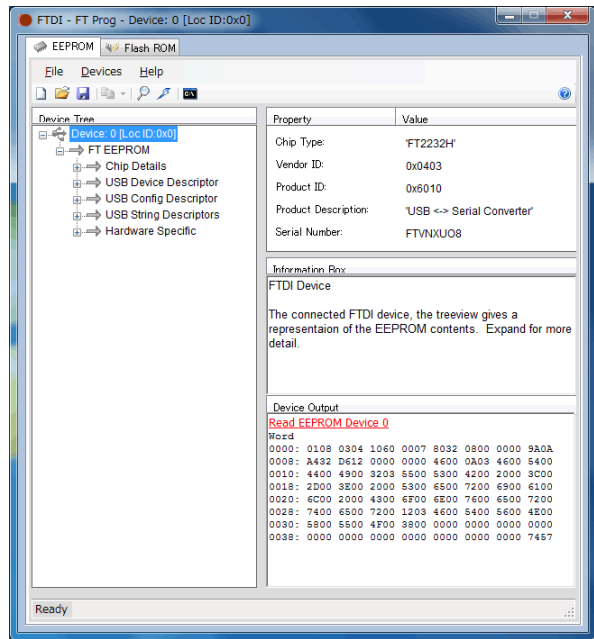 FTDI - FT Prog - Device: 0 [Loc ID:0x0]
EEPROM Flash ROM
File Devices Help
Device Tree
Device: 0 [Loc ID:0x0]
FT EEPROM
Chip Details
USB Device Descriptor
USB Config Descriptor
USB String Descriptors
Hardware Specific
Property Value
Chip Type: 'FT2232H'
Vendor ID: 0x0403
Product ID: 0x6010
Product Description: 'USB <-> Serial Converter'
Serial Number: FTVNXUO8
Information Box
FTDI Device
The connected FTDI device, the treeview gives a
representaion of the EEPROM contents. Expand for more
detail.
Device Output
Read EEPROM Device 0
Word
0000: 0108 0304 1060 0007 8032 0800 0000 9A0A
0008: A432 D612 0000 0000 4600 0A03 4600 5400
0010: 4400 4900 3203 5500 5300 4200 2000 3C00
0018: 2D00 3E00 2000 5300 6500 7200 6900 6100
0020: 6C00 2000 4300 6F00 6E00 7600 6500 7200
0028: 7400 6500 7200 1203 4600 5400 5600 4E00
0030: 5800 5500 4F00 3800 0000 0000 0000 0000
0038: 0000 0000 0000 0000 0000 0000 0000 7457
Ready